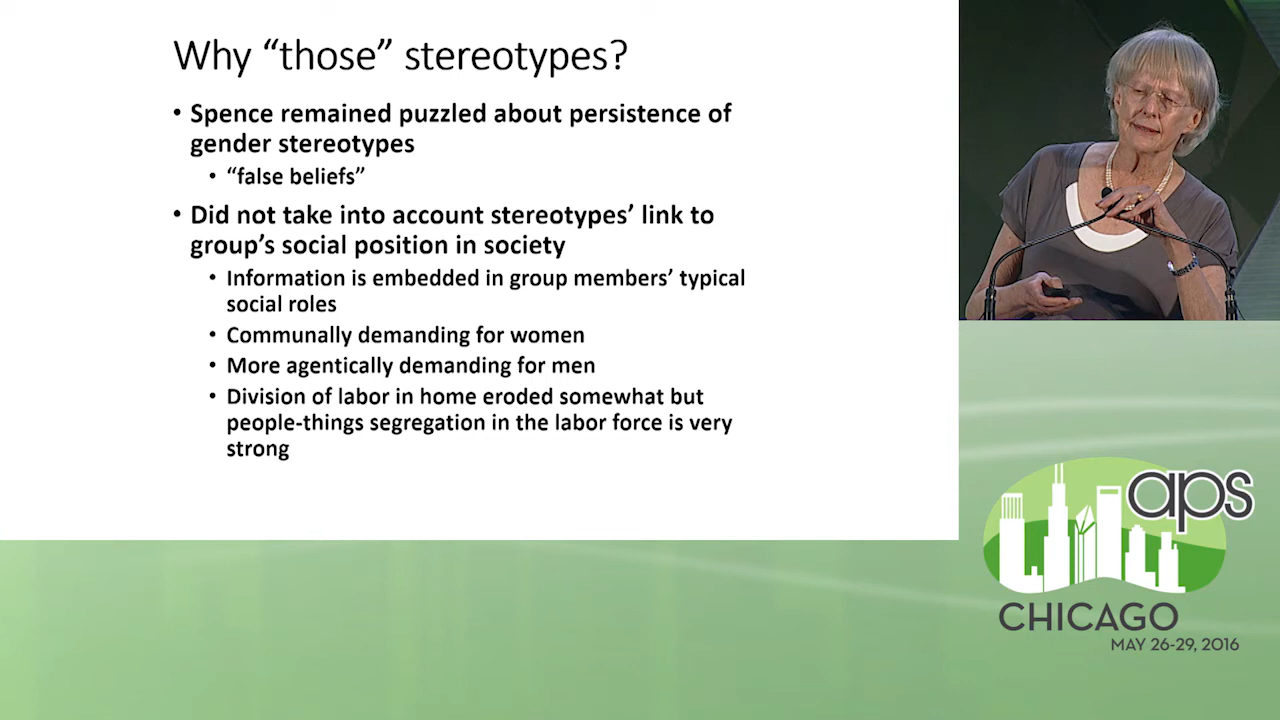 Why “those” stereotypes?
• Spence remained puzzled about persistence of
gender stereotypes
• “false beliefs”
• Did not take into account stereotypes’ link to
group’s social position in society
• Information is embedded in group members’ typical
social roles
• Communally demanding for women
• More agentically demanding for men
• Division of labor in home eroded somewhat but
people-things segregation in the labor force is very
strong
aps
CHICAGO
MAY 26-29, 2016